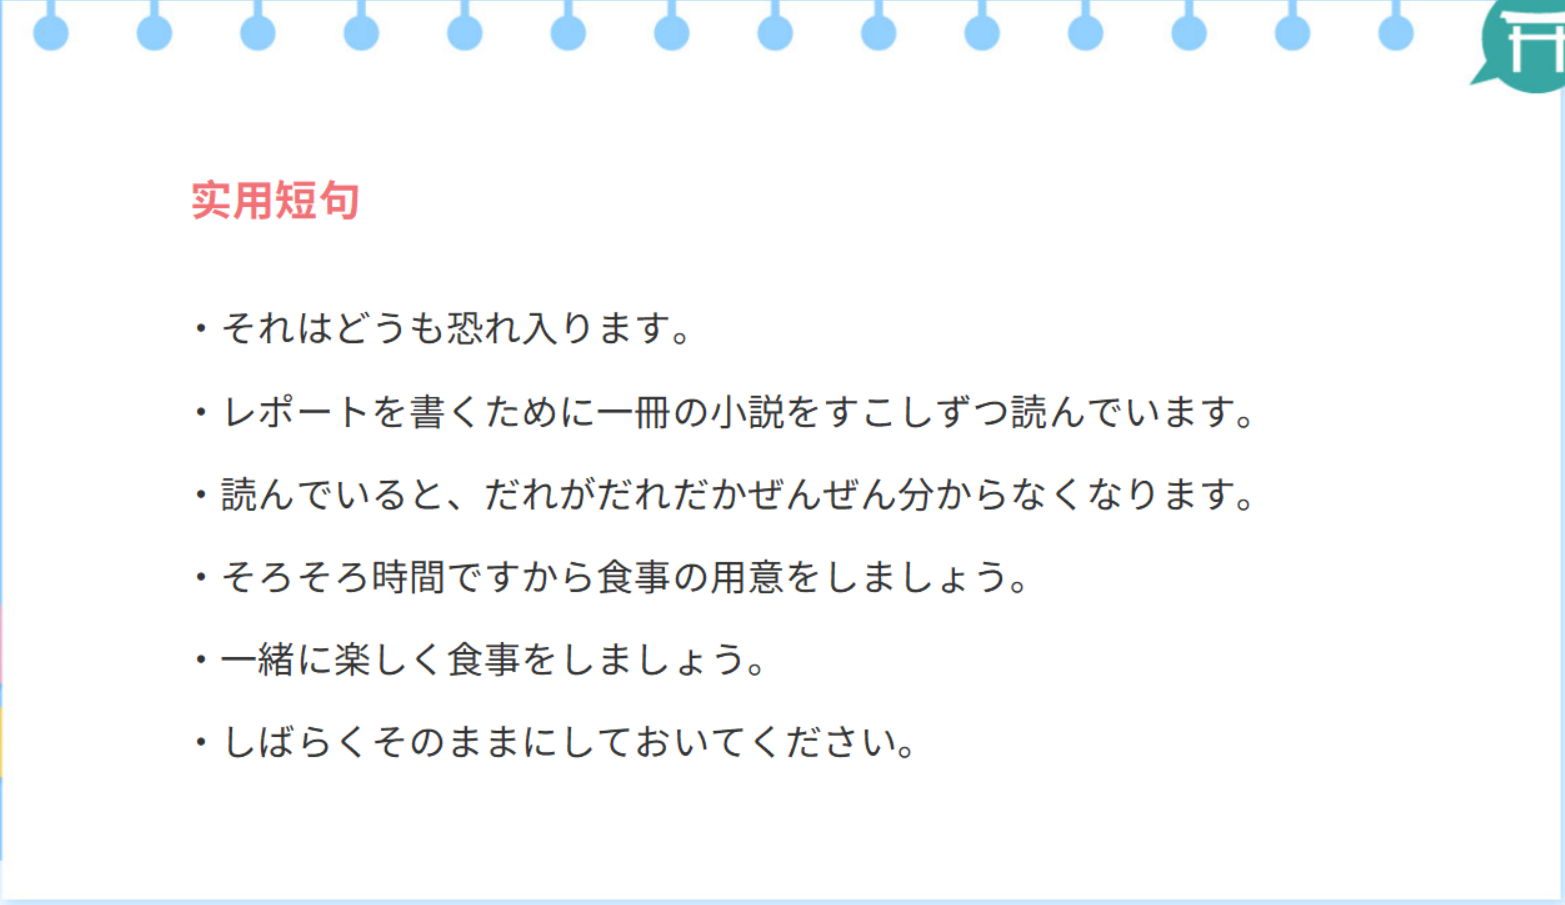 实用短句
・それはどうも恐れ入ります。
・レポートを書くために一冊の小説をすこしずつ読んでいます。
・読んでいると、だれがだれだかぜんぜん分からなくなります。
・そろそろ時間ですから食事の用意をしましょう。
・一緒に楽しく食事をしましょう。
・しばらくそのままにしておいてください。